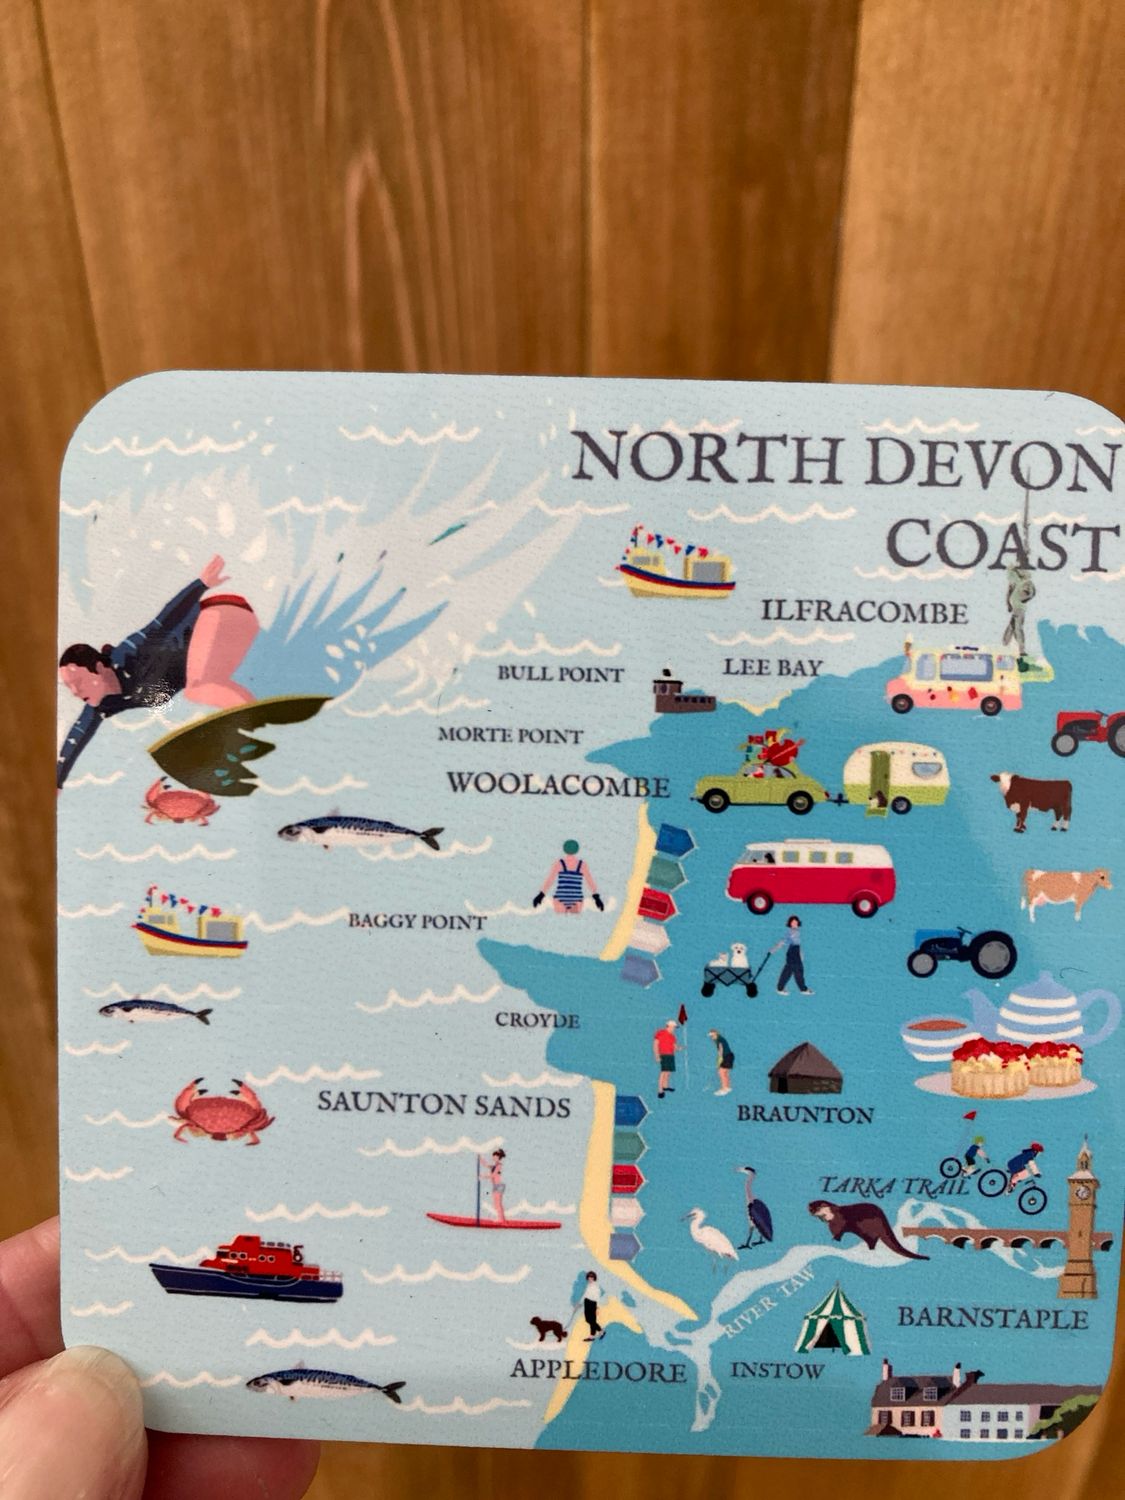 NORTH DEVON
COAST
ILFRACOMBE
BULL POINT
LEE BAY
MORTE POINT
WOOLACOMBE
BAGGY POINT
CROYDE
SAUNTON SANDS
BRAUNTON
TARKA TRAIL
RIVER TAW
BARNSTAPLE
APPLEDORE
INSTOW